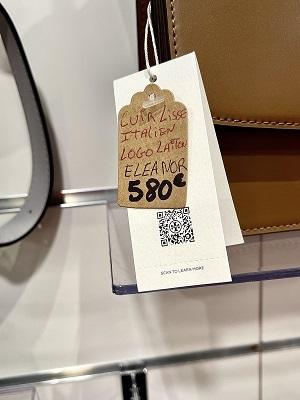 CUIR LISSE
ITALIEN
LOGO LAITON
ELEANOR
580€
SCAN TO LEARN MORE